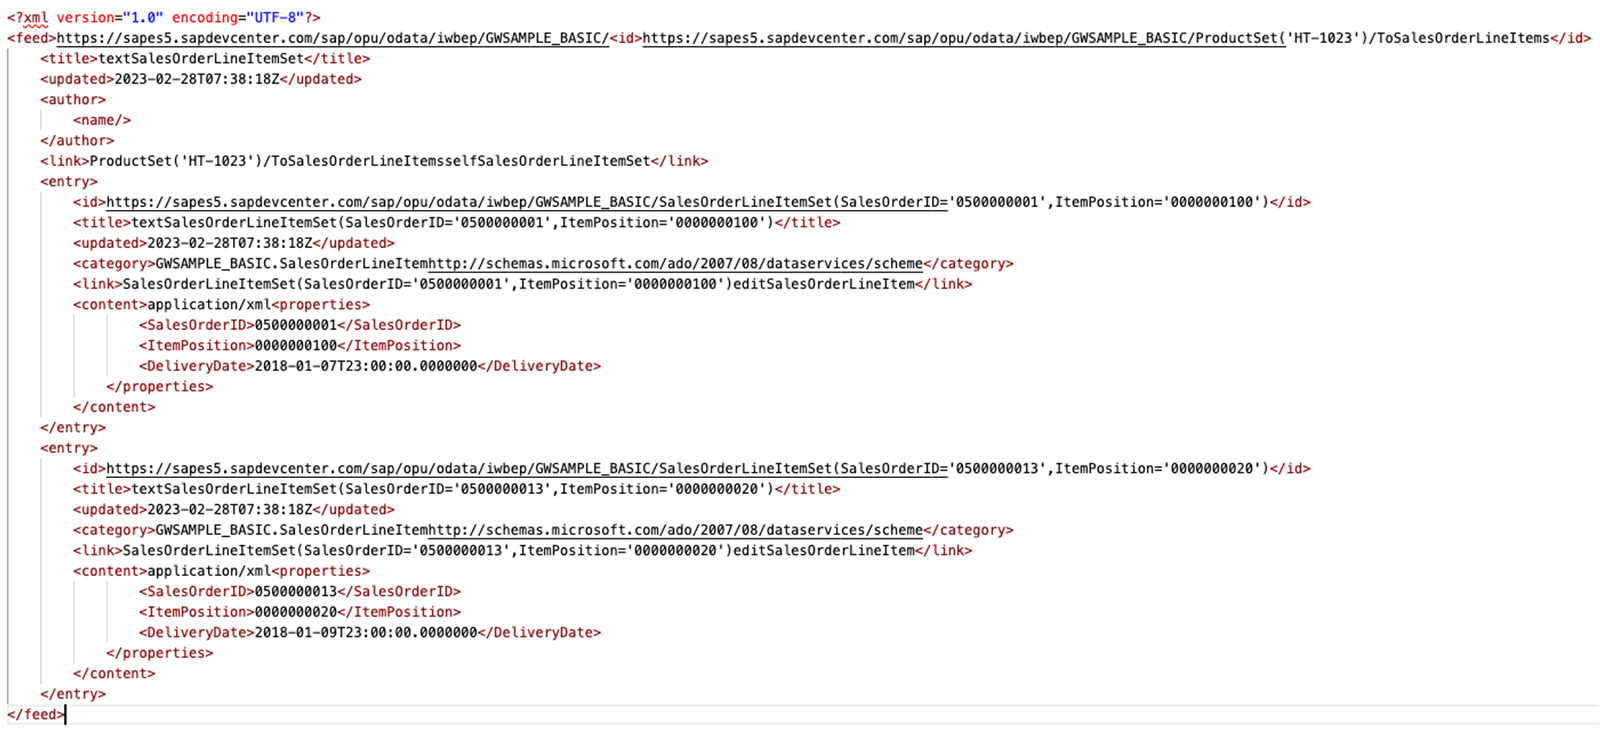 <?xml version="1.0" encoding="UTF-8"?>
<feed>https://sapes5.sapdevcenter.com/sap/opu/odata/iwbep/GWSAMPLE_BASIC/<id>https://sapes5.sapdevcenter.com/sap/opu/odata/iwbep/GWSAMPLE_BASIC/ProductSet('HT-1023')/ToSalesOrderLineItems</id>
<title>textSalesOrderLineItemSet</title>
<updated>2023-02-28T07:38:18Z</updated>
<author>
<name/>
</author>
<link>ProductSet('HT-1023')/ToSalesOrderLineItemsselfSalesOrderLineItemSet</link>
<entry>
<id>https://sapes5.sapdevcenter.com/sap/opu/odata/iwbep/GWSAMPLE_BASIC/SalesOrderLineItemSet(SalesOrderID='0500000001',ItemPosition='0000000100')</id>
<title>textSalesOrderLineItemSet(SalesOrderID='0500000001',ItemPosition='0000000100')</title>
<updated>2023-02-28T07:38:18Z</updated>
<category>GWSAMPLE_BASIC.SalesOrderLineItemhttp://schemas.microsoft.com/ado/2007/08/dataservices/scheme</category>
<link>SalesOrderLineItemSet(SalesOrderID='0500000001',ItemPosition='0000000100')editSalesOrderLineItem</link>
<content>application/xml<properties>
<SalesOrderID>0500000001</SalesOrderID>
<ItemPosition>0000000100</ItemPosition>
<DeliveryDate>2018-01-07T23:00:00.0000000</DeliveryDate>
</properties>
</content>
</entry>
<entry>
<id>https://sapes5.sapdevcenter.com/sap/opu/odata/iwbep/GWSAMPLE_BASIC/SalesOrderLineItemSet(SalesOrderID='0500000013',ItemPosition='0000000020')</id>
<title>textSalesOrderLineItemSet(SalesOrderID='0500000013',ItemPosition='0000000020')</title>
<updated>2023-02-28T07:38:18Z</updated>
<category>GWSAMPLE_BASIC.SalesOrderLineItemhttp://schemas.microsoft.com/ado/2007/08/dataservices/scheme</category>
<link>SalesOrderLineItemSet(SalesOrderID='0500000013',ItemPosition='0000000020')editSalesOrderLineItem</link>
<content>application/xml<properties>
<SalesOrderID>0500000013</SalesOrderID>
<ItemPosition>0000000020</ItemPosition>
<DeliveryDate>2018-01-09T23:00:00.0000000</DeliveryDate>
</properties>
</content>
</entry>
</feed>